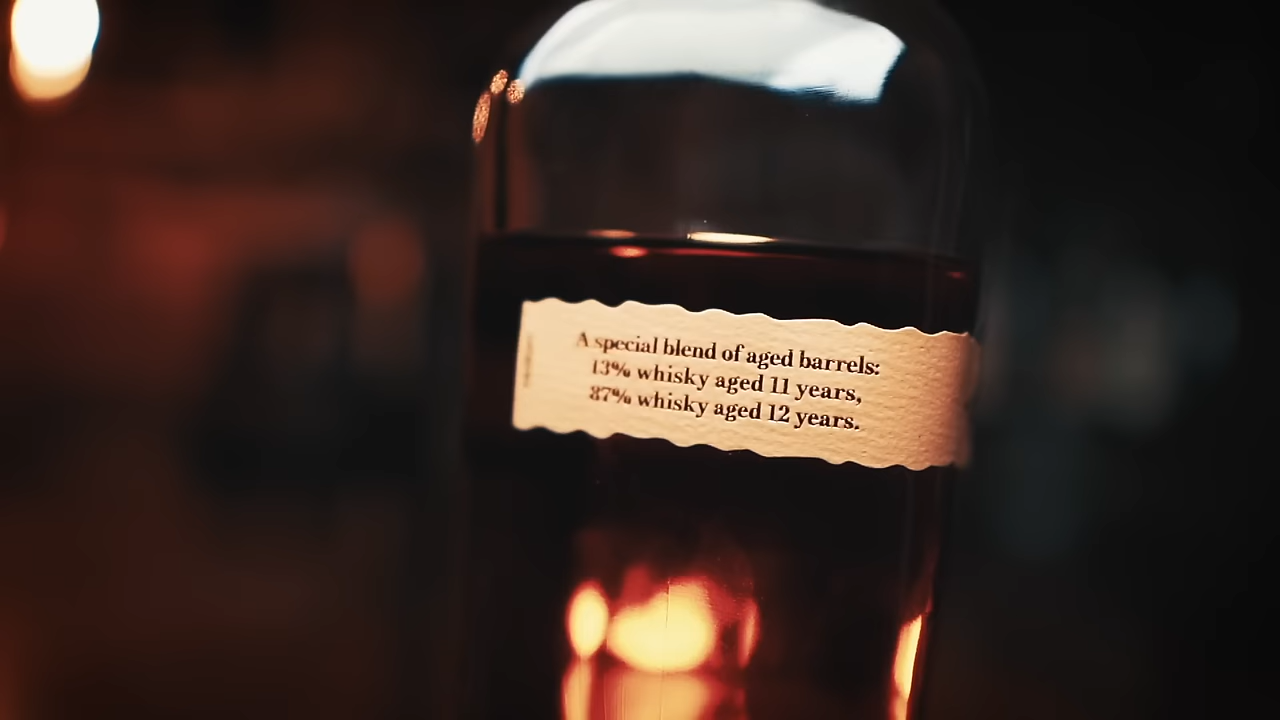 A special blend of aged barrels:
13% whisky aged 11 years,
87% whisky aged 12 years.